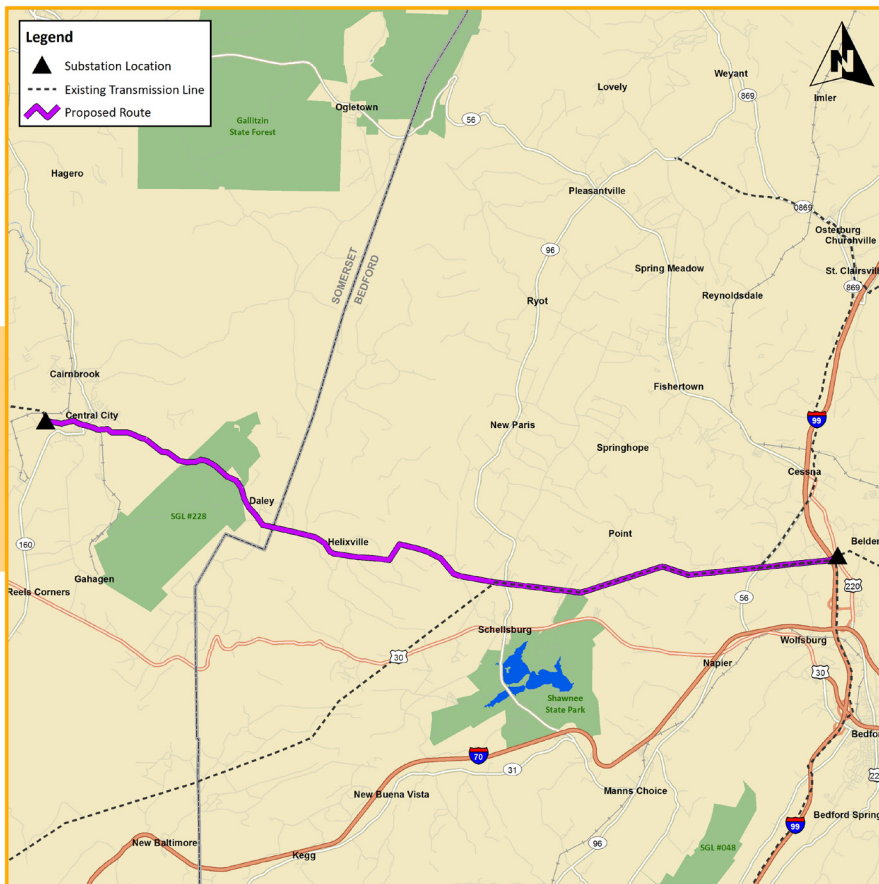 Legend
Substation Location
Existing Transmission Line
Proposed Route
N
Weyant
Lovely
869
Imler
Ogletown
56
Gallitzin
State Forest
Hagero
Pleasantville
0869
Osterburg
Churchville
96
SOMERSET
BEDFORD
Spring Meadow
St. Clairsvil
869
Reynoldsdale
Ryot
Cairnbrook
Fishertown
Central City
99
New Paris
Springhope
Cessna
Daley
SGL #228
Point
Helixville
Belder
160
Gahagen
220
Reels Corners
56
Schellsburg
Wolfsburg
30
Napier
30
Shawnee
State Park
Bedfor
70
31
22
Manns Choice
New Buena Vista
Bedford Spring
99
New Baltimore
96
SGL #048
Kegg